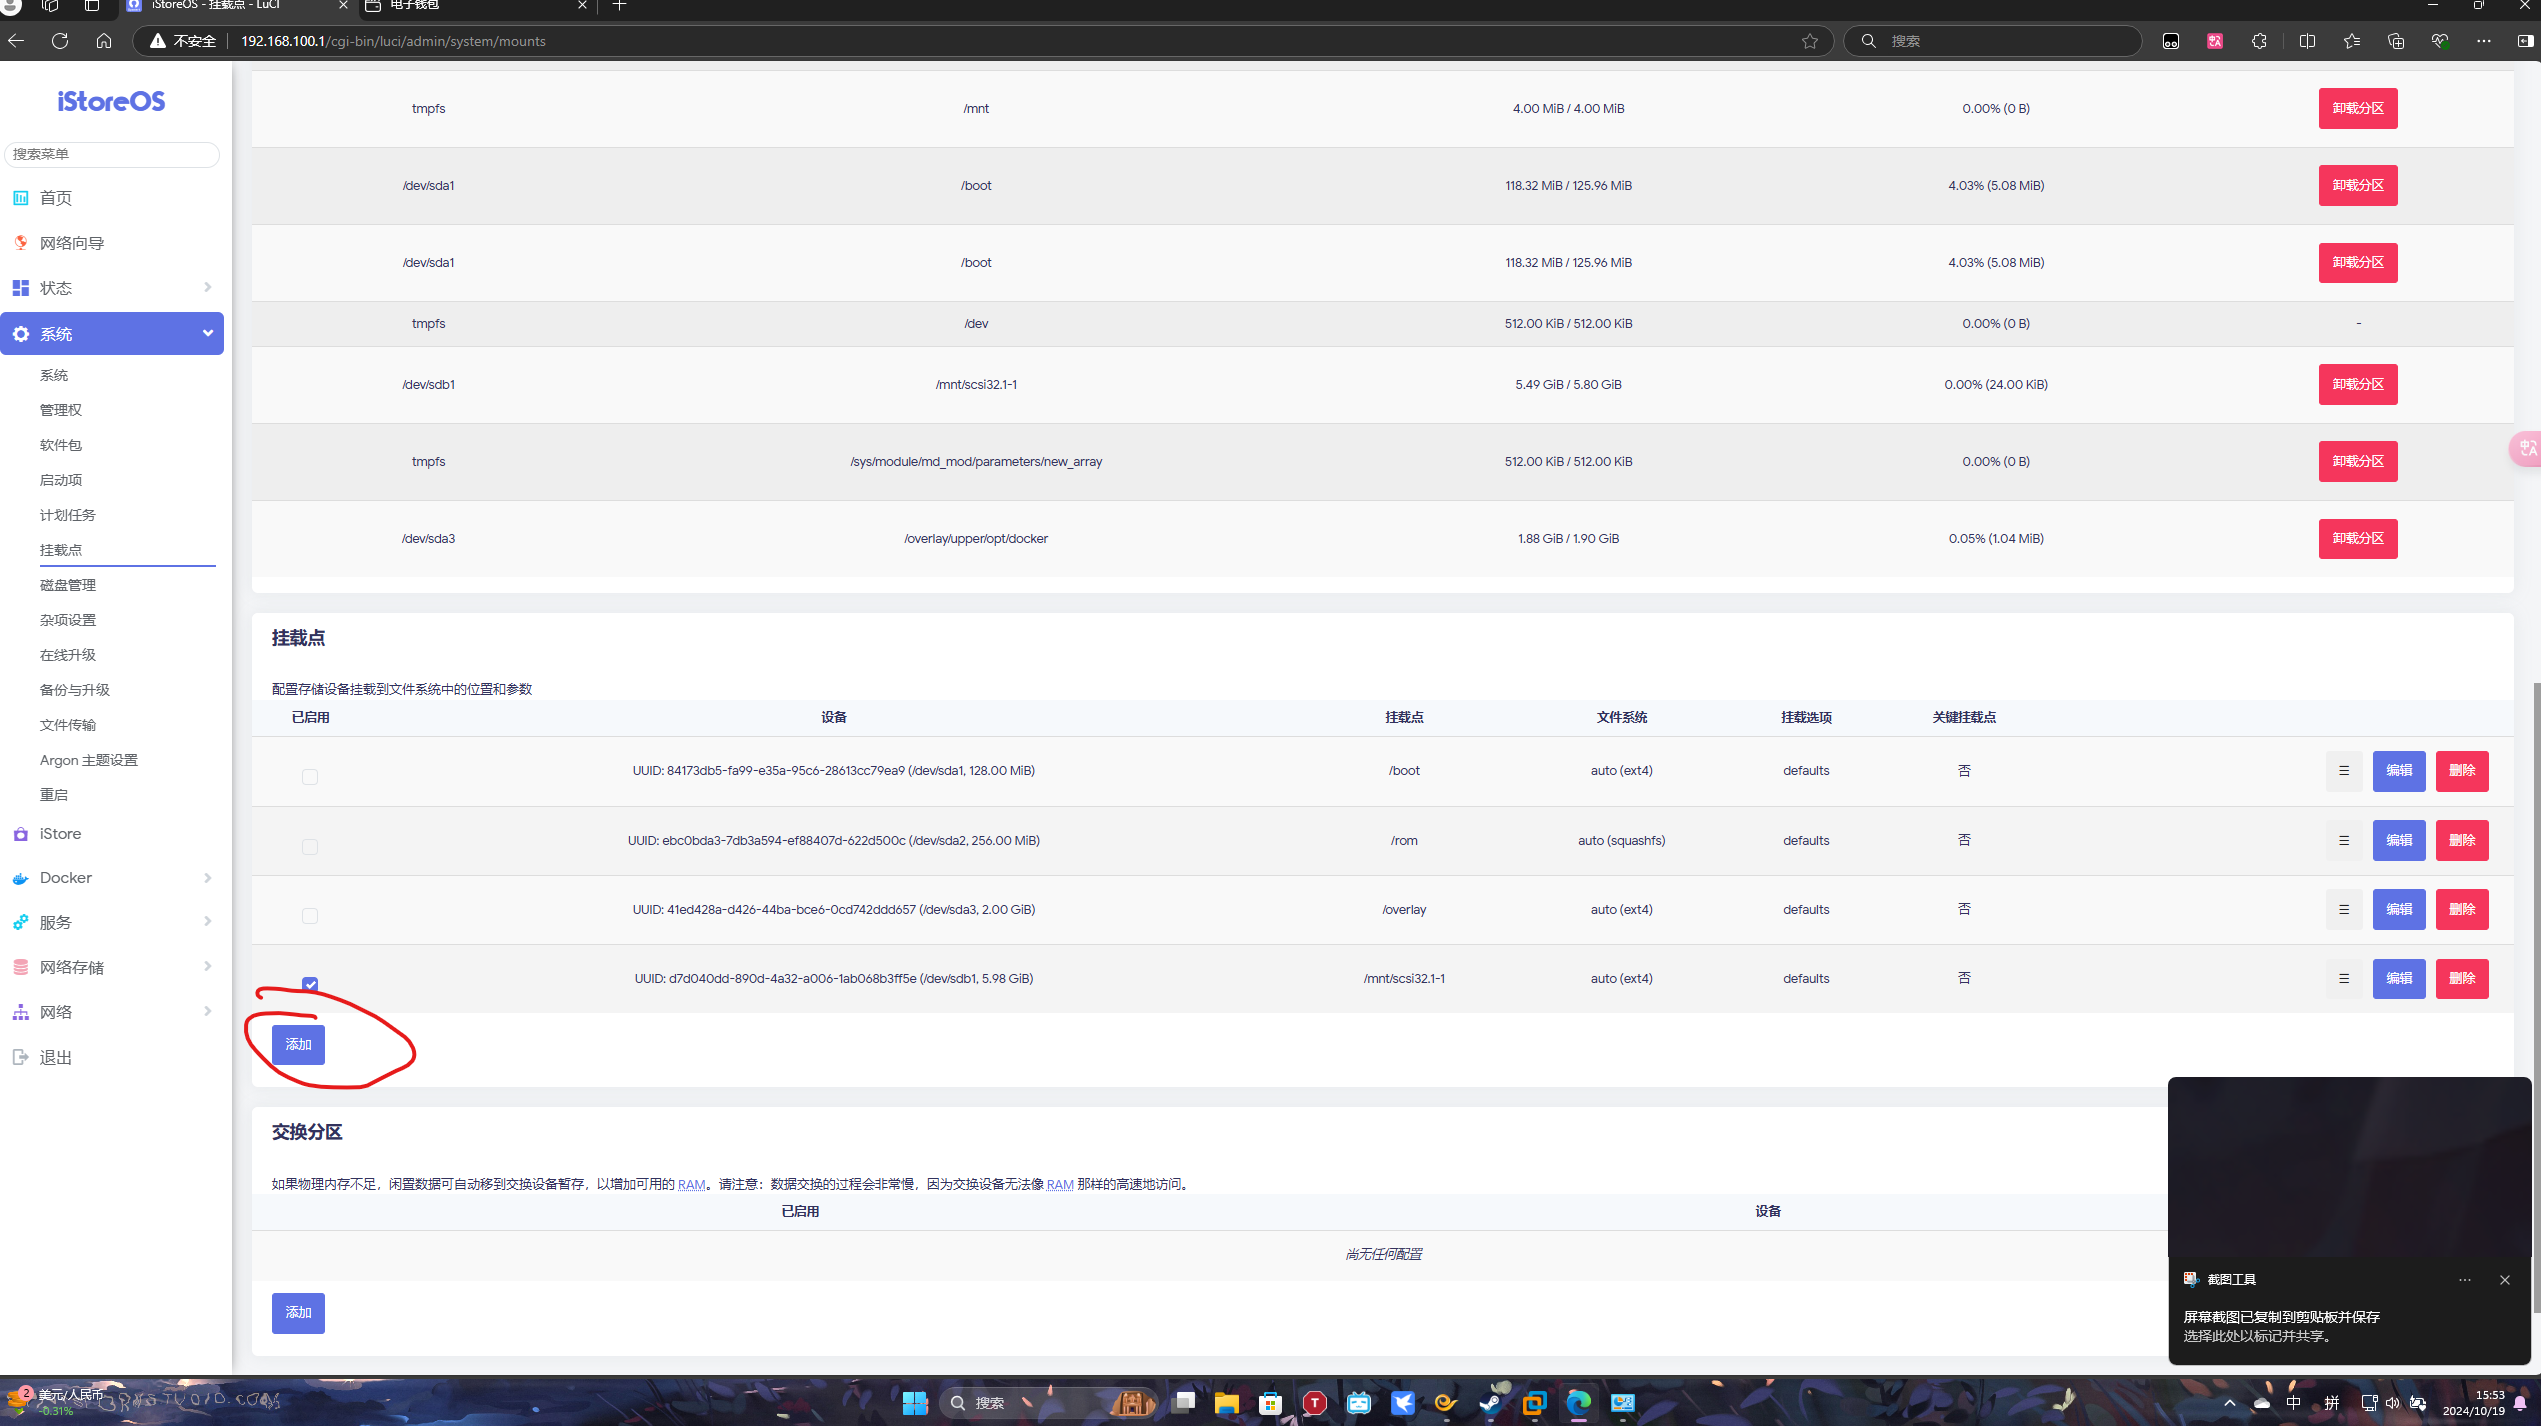 iStoreOS - 挂载点 - LuCI
电子钱包
不安全 192.168.100.1/cgi-bin/luci/admin/system/mounts
搜索
iStoreOS
搜索菜单
首页
网络向导
状态
系统
系统
管理权
软件包
启动项
计划任务
挂载点
磁盘管理
杂项设置
在线升级
备份与升级
文件传输
Argon 主题设置
重启
iStore
Docker
服务
网络存储
网络
退出
tmpfs /mnt 4.00 MiB / 4.00 MiB 0.00% (0 B) 卸载分区
/dev/sda1 /boot 118.32 MiB / 125.96 MiB 4.03% (5.08 MiB) 卸载分区
/dev/sda1 /boot 118.32 MiB / 125.96 MiB 4.03% (5.08 MiB) 卸载分区
tmpfs /dev 512.00 KiB / 512.00 KiB 0.00% (0 B) -
/dev/sdb1 /mnt/scsi32.1-1 5.49 GiB / 5.80 GiB 0.00% (24.00 KiB) 卸载分区
tmpfs /sys/module/md_mod/parameters/new_array 512.00 KiB / 512.00 KiB 0.00% (0 B) 卸载分区
/dev/sda3 /overlay/upper/opt/docker 1.88 GiB / 1.90 GiB 0.05% (1.04 MiB) 卸载分区
挂载点
配置存储设备挂载到文件系统中的位置和参数
已启用 设备 挂载点 文件系统 挂载选项 关键挂载点
UUID: 84173db5-fa99-e35a-95c6-28613cc79ea9 (/dev/sda1, 128.00 MiB) /boot auto (ext4) defaults 否 ☰ 编辑 删除
UUID: ebc0bda3-7db3a594-ef88407d-622d500c (/dev/sda2, 256.00 MiB) /rom auto (squashfs) defaults 否 ☰ 编辑 删除
UUID: 41ed428a-d426-44ba-bce6-0cd742ddd657 (/dev/sda3, 2.00 GiB) /overlay auto (ext4) defaults 否 ☰ 编辑 删除
UUID: d7d040dd-890d-4a32-a006-1ab068b3ff5e (/dev/sdb1, 5.98 GiB) /mnt/scsi32.1-1 auto (ext4) defaults 否 ☰ 编辑 删除
添加
交换分区
如果物理内存不足，闲置数据可自动移到交换设备暂存，以增加可用的 RAM。请注意：数据交换的过程会非常慢，因为交换设备无法像 RAM 那样的高速地访问。
已启用 设备
尚无任何配置
添加
截图工具
屏幕截图已复制到剪贴板并保存
选择此处以标记并共享。
2
美元/人民币
-0.31%
搜索
中 拼
15:53
2024/10/19